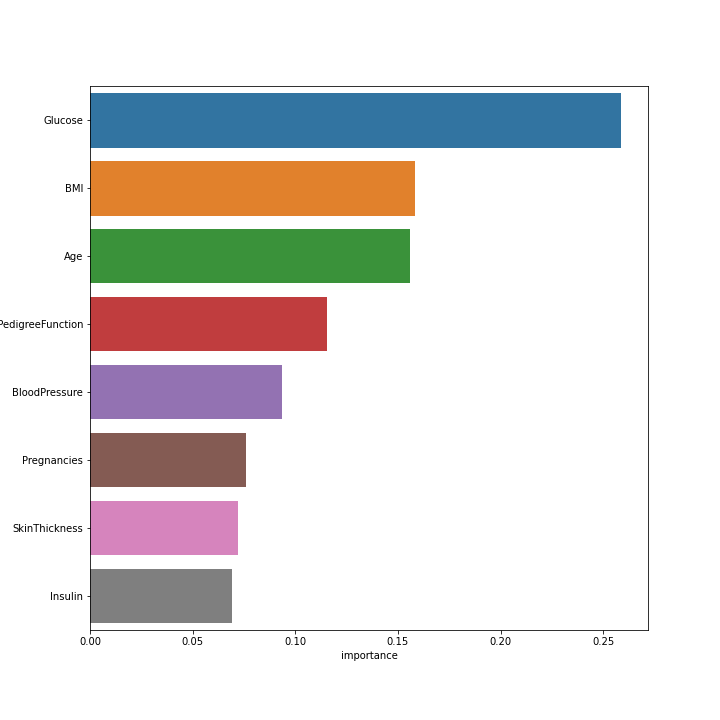 Glucose
BMI
Age
PedigreeFunction
BloodPressure
Pregnancies
SkinThickness
Insulin
0.00 0.05 0.10 0.15 0.20 0.25
importance